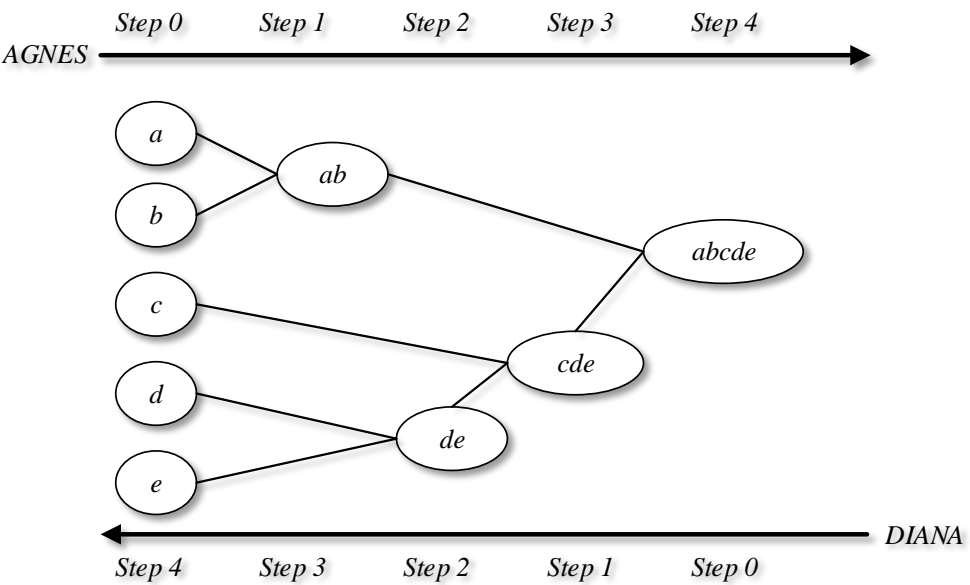 Step 0 Step 1 Step 2 Step 3 Step 4
AGNES
a
ab
b
abcde
c
cde
d
de
e
DIANA
Step 4 Step 3 Step 2 Step 1 Step 0